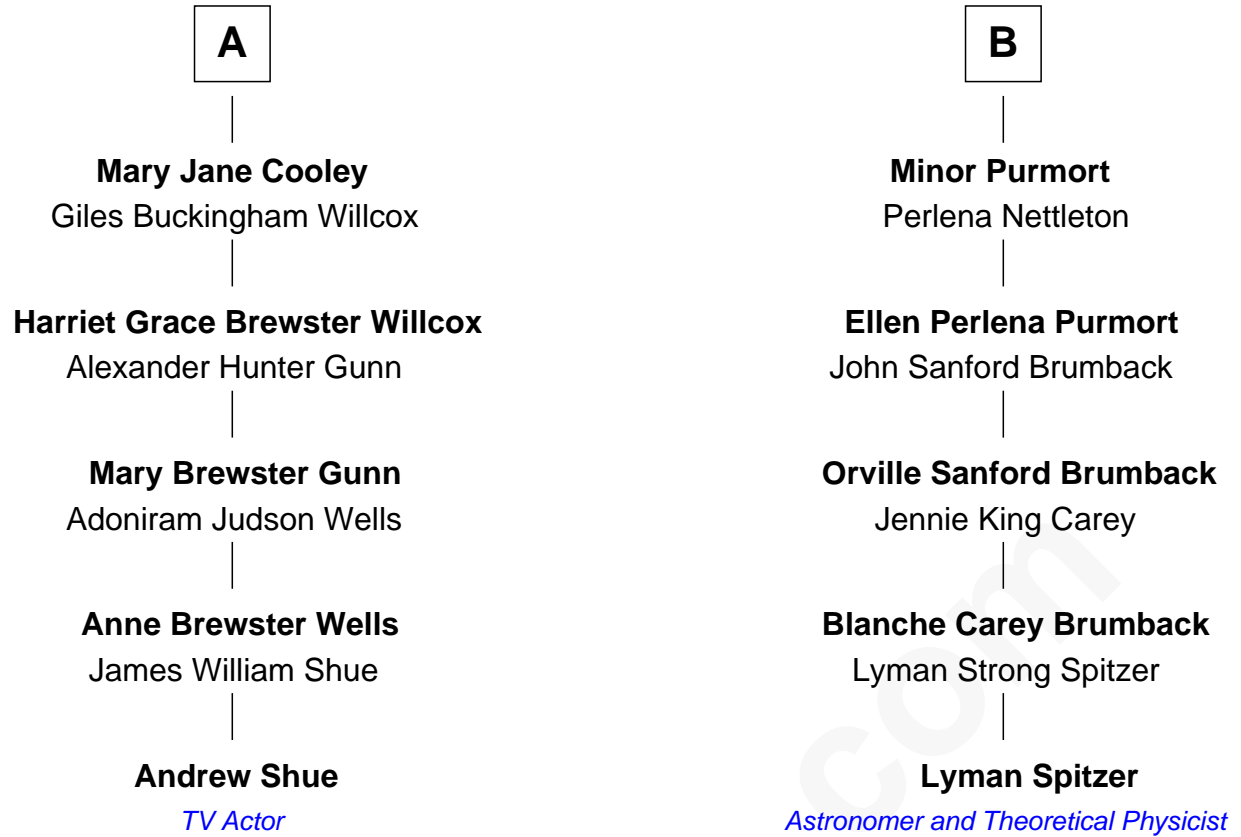 A
Mary Jane Cooley
Giles Buckingham Willcox
Harriet Grace Brewster Willcox
Alexander Hunter Gunn
Mary Brewster Gunn
Adoniram Judson Wells
Anne Brewster Wells
James William Shue
Andrew Shue
TV Actor
B
Minor Purmort
Perlena Nettleton
Ellen Perlena Purmort
John Sanford Brumback
Orville Sanford Brumback
Jennie King Carey
Blanche Carey Brumback
Lyman Strong Spitzer
Lyman Spitzer
Astronomer and Theoretical Physicist
com